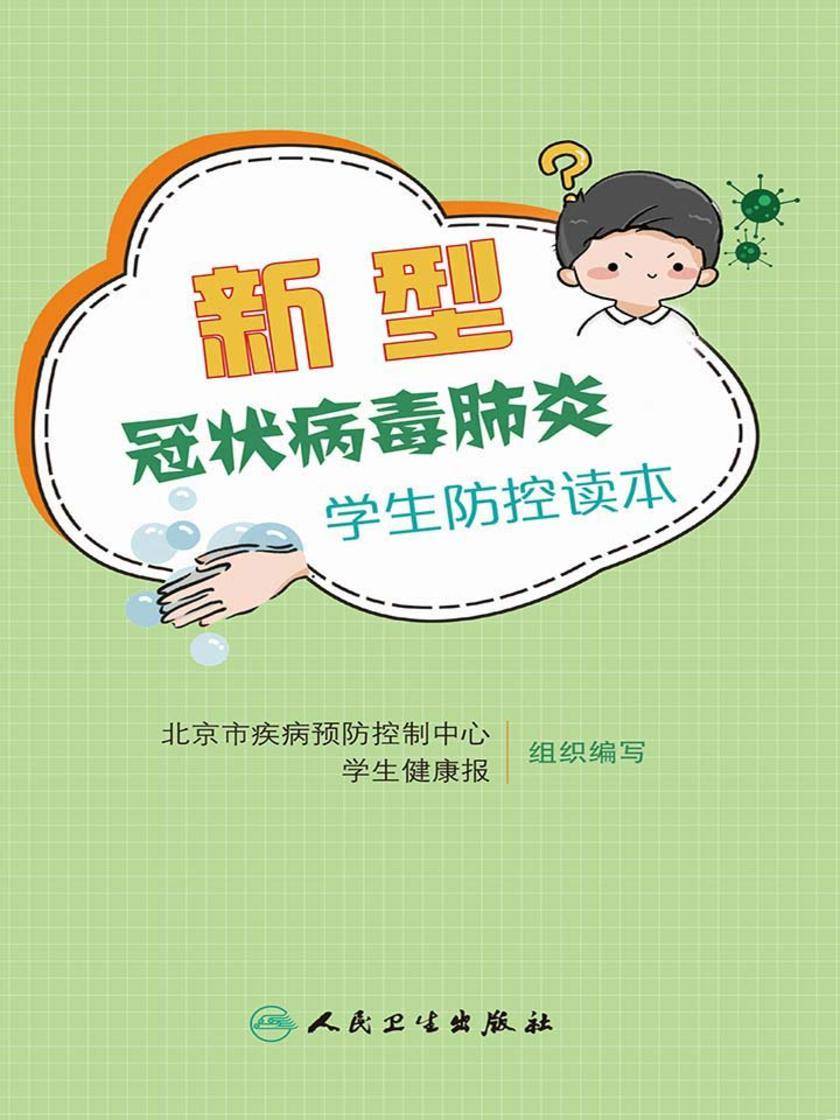 新型
冠状病毒肺炎
学生防控读本
北京市疾病预防控制中心
学生健康报
组织编写
人民卫生出版社